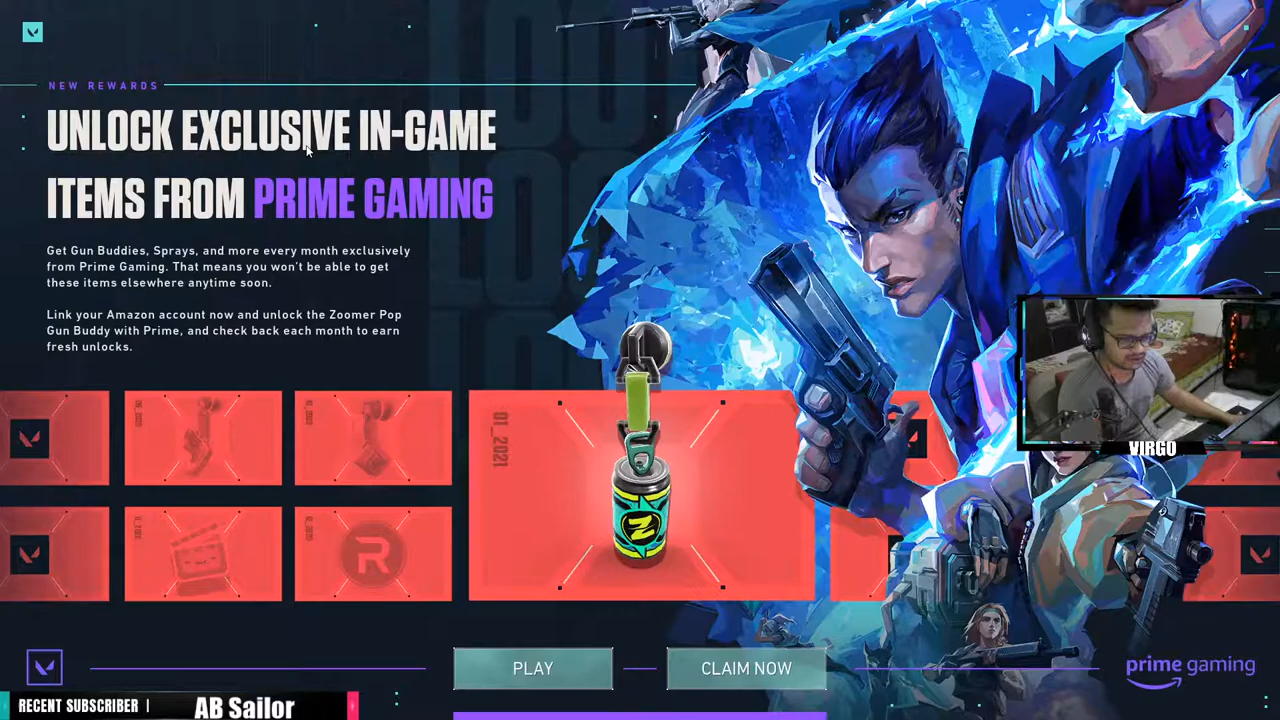 NEW REWARDS
UNLOCK EXCLUSIVE IN-GAME
ITEMS FROM PRIME GAMING
Get Gun Buddies, Sprays, and more every month exclusively
from Prime Gaming. That means you won't be able to get
these items elsewhere anytime soon.
Link your Amazon account now and unlock the Zoomer Pop
Gun Buddy with Prime, and check back each month to earn
fresh unlocks.
01_2021
Z
R
VIRGO
PLAY
CLAIM NOW
prime gaming
RECENT SUBSCRIBER |
AB Sailor